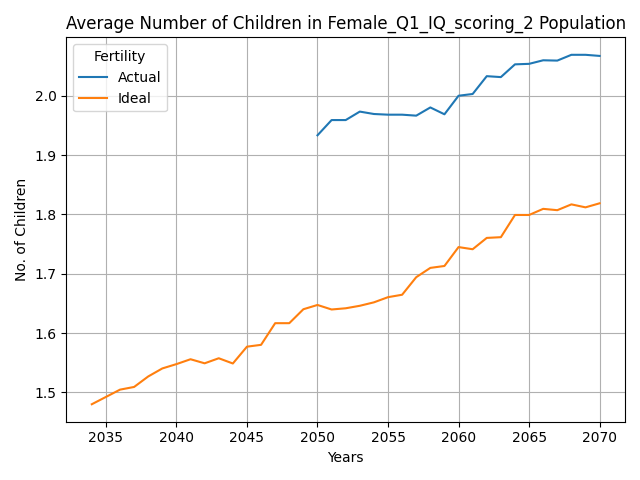 Average Number of Children in Female_Q1_IQ_scoring_2 Population
Fertility
Actual
Ideal
No. of Children
2.0
1.9
1.8
1.7
1.6
1.5
2035 2040 2045 2050 2055 2060 2065 2070
Years